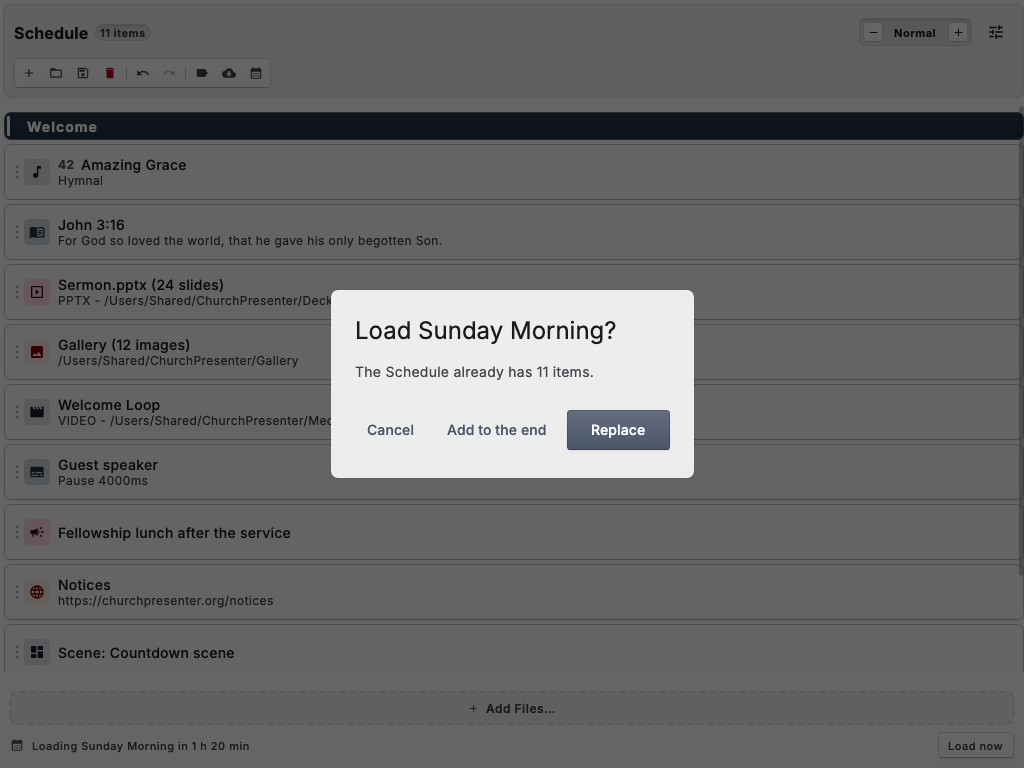 Schedule 11 items
− Normal +
Welcome
42 Amazing Grace
Hymnal
John 3:16
For God so loved the world, that he gave his only begotten Son.
Sermon.pptx (24 slides)
PPTX - /Users/Shared/ChurchPresenter/Deck
Gallery (12 images)
/Users/Shared/ChurchPresenter/Gallery
Welcome Loop
VIDEO - /Users/Shared/ChurchPresenter/Med
Guest speaker
Pause 4000ms
Fellowship lunch after the service
Notices
https://churchpresenter.org/notices
Scene: Countdown scene
Load Sunday Morning?
The Schedule already has 11 items.
Cancel Add to the end Replace
+ Add Files...
Loading Sunday Morning in 1 h 20 min
Load now